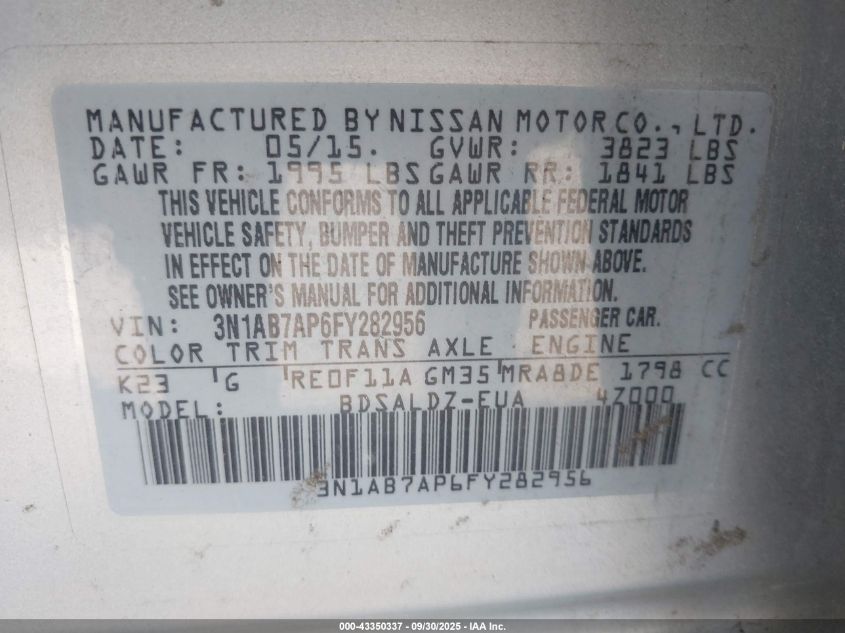 MANUFACTURED BY NISSAN MOTOR CO., LTD.
DATE: 05/15. GVWR: 3823 LBS
GAWR FR: 1995 LBS GAWR RR: 1841 LBS
THIS VEHICLE CONFORMS TO ALL APPLICABLE FEDERAL MOTOR
VEHICLE SAFETY, BUMPER AND THEFT PREVENTION STANDARDS
IN EFFECT ON THE DATE OF MANUFACTURE SHOWN ABOVE.
SEE OWNER'S MANUAL FOR ADDITIONAL INFORMATION.
VIN: 3N1AB7AP6FY282956 PASSENGER CAR.
COLOR TRIM TRANS AXLE ENGINE
K23 G RE0F11A GM35 MRA8DE 1798 CC
MODEL: BDSALDZ-EUA 4Z000
3N1AB7AP6FY282956
000-43350337 - 09/30/2025 - IAA Inc.